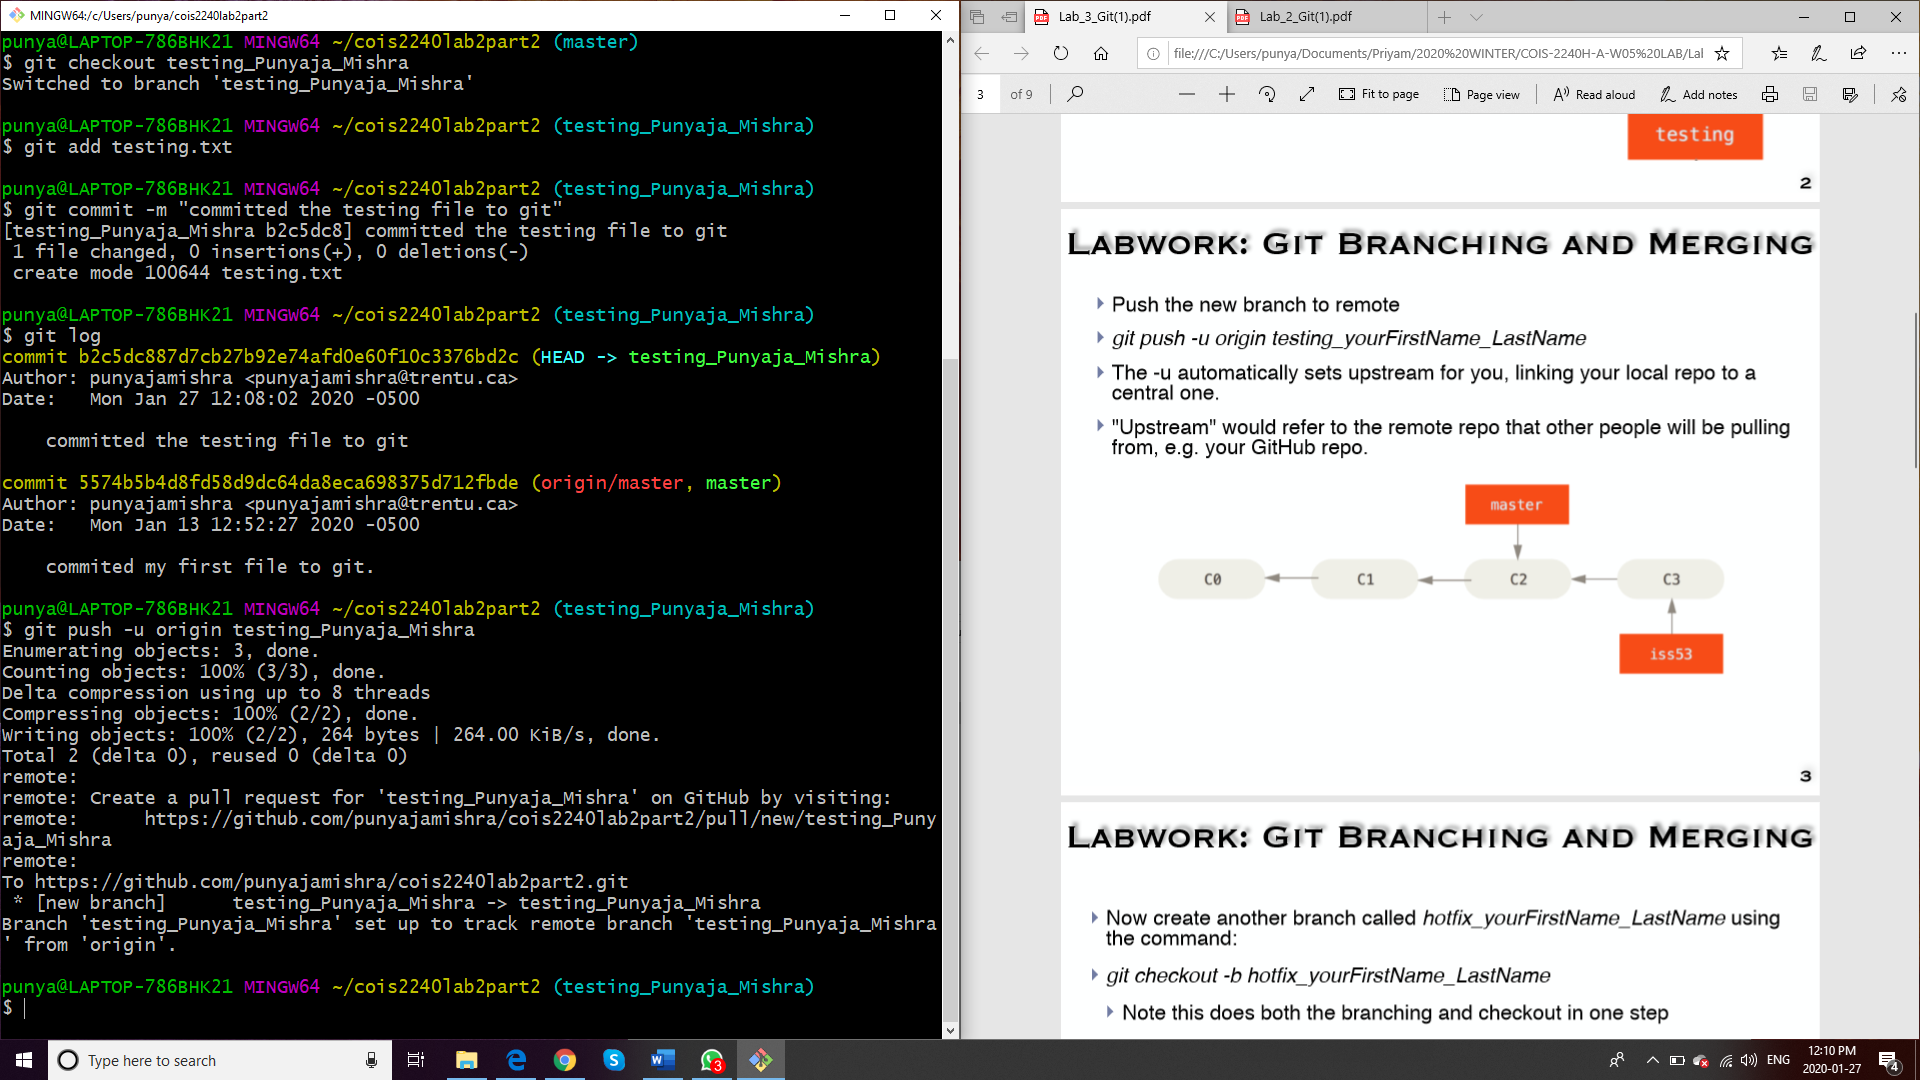 MINGW64:/c/Users/punya/cois2240lab2part2
punya@LAPTOP-786BHK21 MINGW64 ~/cois2240lab2part2 (master)
$ git checkout testing_Punyaja_Mishra
Switched to branch 'testing_Punyaja_Mishra'
punya@LAPTOP-786BHK21 MINGW64 ~/cois2240lab2part2 (testing_Punyaja_Mishra)
$ git add testing.txt
punya@LAPTOP-786BHK21 MINGW64 ~/cois2240lab2part2 (testing_Punyaja_Mishra)
$ git commit -m "committed the testing file to git"
[testing_Punyaja_Mishra b2c5dc8] committed the testing file to git
1 file changed, 0 insertions(+), 0 deletions(-)
create mode 100644 testing.txt
punya@LAPTOP-786BHK21 MINGW64 ~/cois2240lab2part2 (testing_Punyaja_Mishra)
$ git log
commit b2c5dc887d7cb27b92e74afd0e60f10c3376bd2c (HEAD -> testing_Punyaja_Mishra)
Author: punyajamishra <punyajamishra@trentu.ca>
Date:   Mon Jan 27 12:08:02 2020 -0500
committed the testing file to git
commit 5574b5b4d8fd58d9dc64da8eca698375d712fbde (origin/master, master)
Author: punyajamishra <punyajamishra@trentu.ca>
Date:   Mon Jan 13 12:52:27 2020 -0500
commited my first file to git.
punya@LAPTOP-786BHK21 MINGW64 ~/cois2240lab2part2 (testing_Punyaja_Mishra)
$ git push -u origin testing_Punyaja_Mishra
Enumerating objects: 3, done.
Counting objects: 100% (3/3), done.
Delta compression using up to 8 threads
Compressing objects: 100% (2/2), done.
Writing objects: 100% (2/2), 264 bytes | 264.00 KiB/s, done.
Total 2 (delta 0), reused 0 (delta 0)
remote:
remote: Create a pull request for 'testing_Punyaja_Mishra' on GitHub by visiting:
remote:      https://github.com/punyajamishra/cois2240lab2part2/pull/new/testing_Puny
aja_Mishra
remote:
To https://github.com/punyajamishra/cois2240lab2part2.git
* [new branch]      testing_Punyaja_Mishra -> testing_Punyaja_Mishra
Branch 'testing_Punyaja_Mishra' set up to track remote branch 'testing_Punyaja_Mishra
' from 'origin'.
punya@LAPTOP-786BHK21 MINGW64 ~/cois2240lab2part2 (testing_Punyaja_Mishra)
$
Lab_3_Git(1).pdf
Lab_2_Git(1).pdf
file:///C:/Users/punya/Documents/Priyam/2020%20WINTER/COIS-2240H-A-W05%20LAB/Lal
3 of 9
Fit to page
Page view
Read aloud
Add notes
testing
2
LABWORK: GIT BRANCHING AND MERGING
Push the new branch to remote
git push -u origin testing_yourFirstName_LastName
The -u automatically sets upstream for you, linking your local repo to a
central one.
"Upstream" would refer to the remote repo that other people will be pulling
from, e.g. your GitHub repo.
master
C0
C1
C2
C3
iss53
3
LABWORK: GIT BRANCHING AND MERGING
Now create another branch called hotfix_yourFirstName_LastName using
the command:
git checkout -b hotfix_yourFirstName_LastName
Note this does both the branching and checkout in one step
Type here to search
3
ENG
12:10 PM
2020-01-27
4